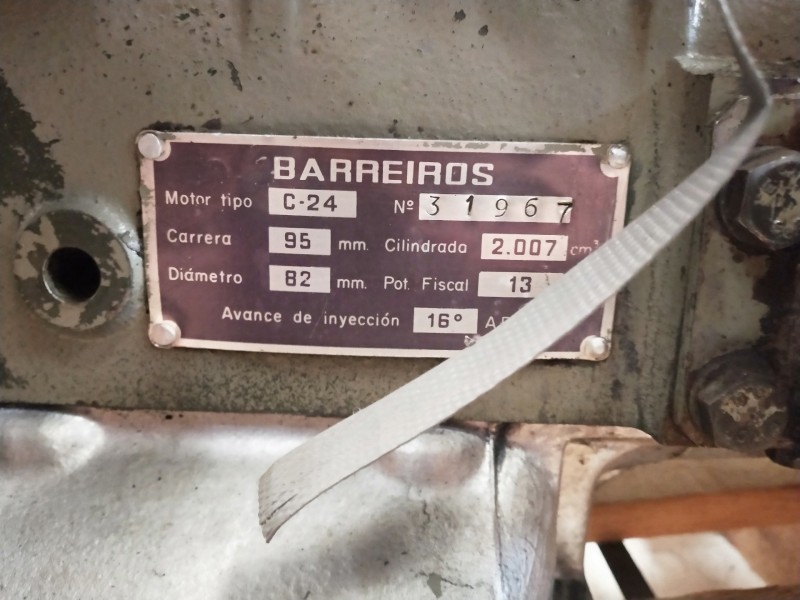 BARREIROS
Motor tipo C-24 Nº 31967
Carrera 95 mm. Cilindrada 2.007 cm³
Diámetro 82 mm. Pot. Fiscal 13
Avance de inyección 16°